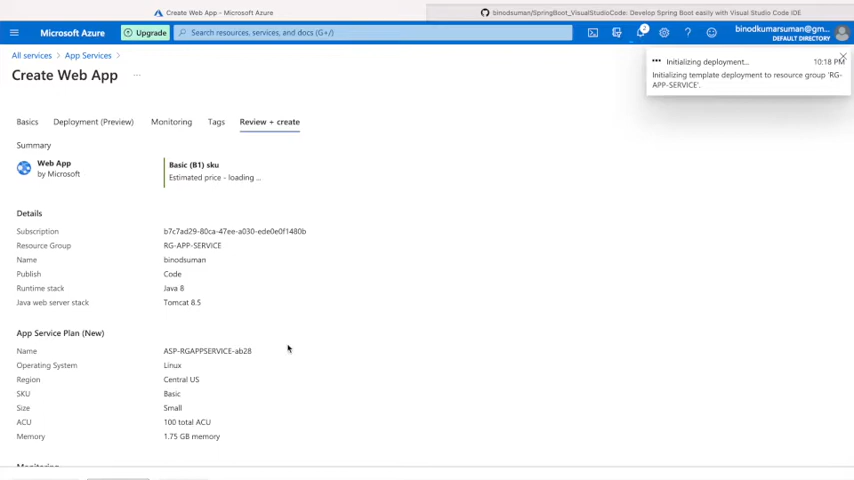 Create Web App - Microsoft Azure
binodsuman/SpringBoot_VisualStudioCode: Develop Spring Boot easily with Visual Studio Code IDE
Microsoft Azure
Upgrade
Search resources, services, and docs (G+/)
2
binodkumarsuman@gm...
DEFAULT DIRECTORY
All services
App Services
Create Web App
...
Initializing deployment...
10:18 PM
Initializing template deployment to resource group 'RG-
APP-SERVICE'.
Basics
Deployment (Preview)
Monitoring
Tags
Review + create
Summary
Web App
by Microsoft
Basic (B1) sku
Estimated price - loading ...
Details
Subscription b7c7ad29-80ca-47ee-a030-ede0e0f1480b
Resource Group RG-APP-SERVICE
Name binodsuman
Publish Code
Runtime stack Java 8
Java web server stack Tomcat 8.5
App Service Plan (New)
Name ASP-RGAPPSERVICE-ab28
Operating System Linux
Region Central US
SKU Basic
Size Small
ACU 100 total ACU
Memory 1.75 GB memory
Monitoring